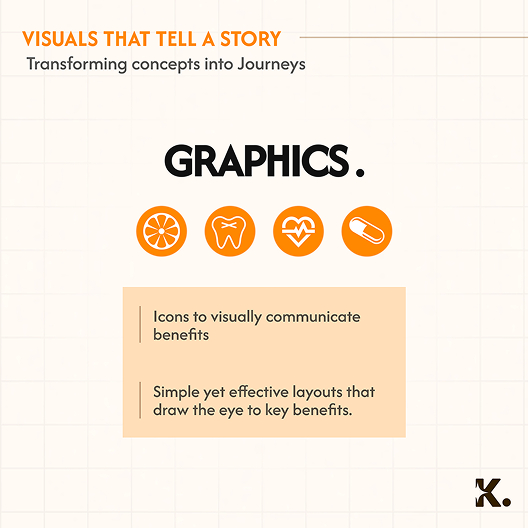 VISUALS THAT TELL A STORY
Transforming concepts into Journeys
GRAPHICS.
Icons to visually communicate
benefits
Simple yet effective layouts that
draw the eye to key benefits.
K.